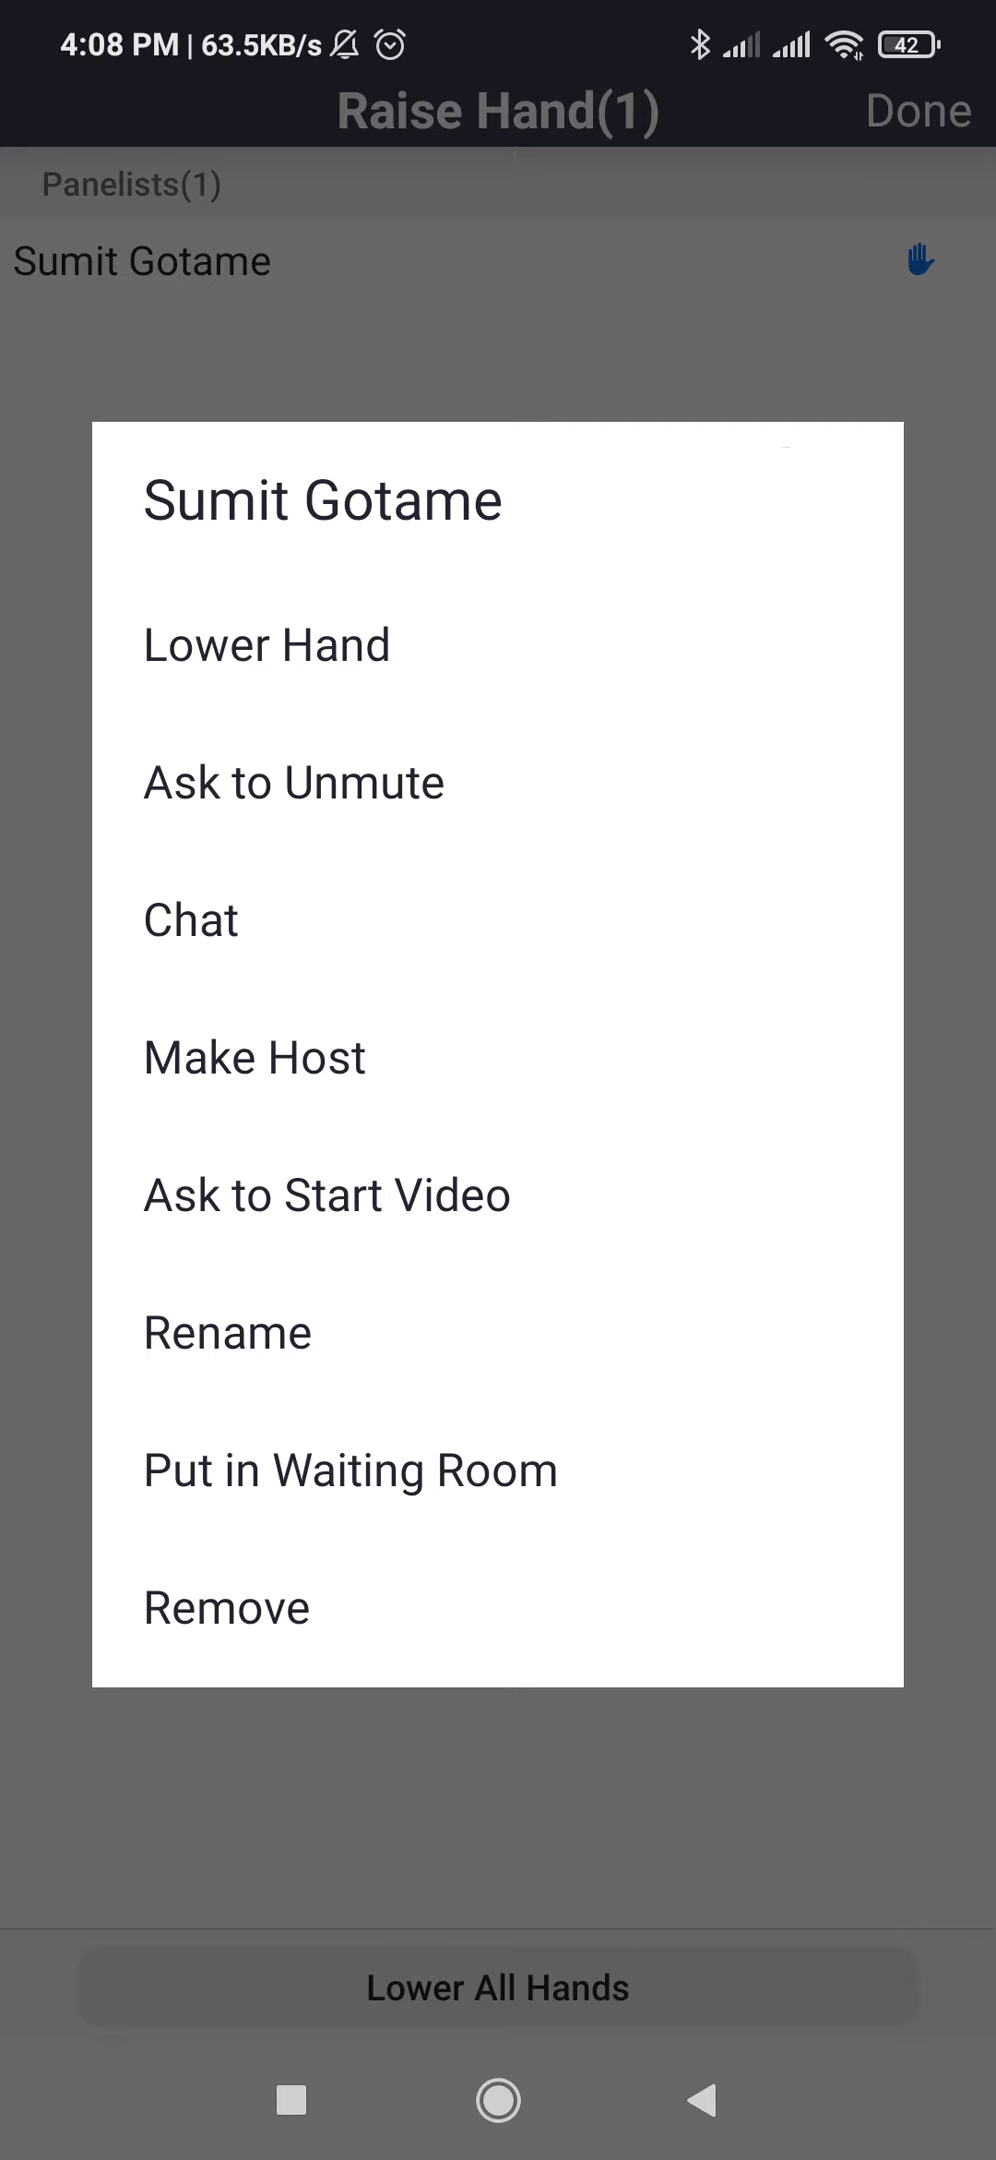 4:08 PM | 63.5KB/s 42
Raise Hand(1) Done
Panelists(1)
Sumit Gotame
Sumit Gotame
Lower Hand
Ask to Unmute
Chat
Make Host
Ask to Start Video
Rename
Put in Waiting Room
Remove
Lower All Hands